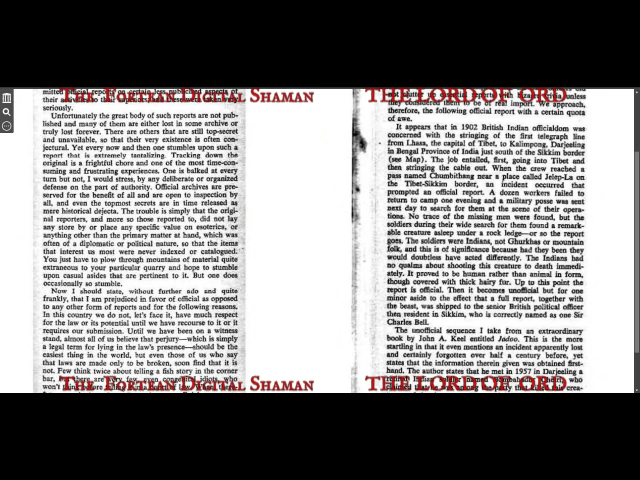 THE FORTRAN DIGITAL SHAMAN
seriously.
Unfortunately the great body of such reports are not pub-
lished and many of them are either lost in some archive or
truly lost forever. There are others that are still top-secret
and unavailable, so that their very existence is often con-
jectural. Yet every now and then one stumbles upon such a
report that is extremely tantalizing. Tracking down the
original is a frightful chore and one of the most time-con-
suming and frustrating experiences. One is balked at every
turn but not, I would stress, by any deliberate or organized
defense on the part of authority. Official archives are pre-
served for the benefit of all and are open to inspection by
all, and even the topmost secrets are in time released as
mere historical dejecta. The trouble is simply that the origi-
nal reporters, and more so those reported to, did not lay
any store by or place any specific value on esoterica, or
anything other than the primary matter at hand, which was
often of a diplomatic or political nature, so that the items
that interest us most were never indexed or catalogued.
You just have to plow through mountains of material quite
extraneous to your particular quarry and hope to stumble
upon casual asides that are pertinent to it. But one does
occasionally so stumble.
Now I should state, without further ado and quite
frankly, that I am prejudiced in favor of official as opposed
to any other form of reports and for the following reasons.
In this country we do not, let's face it, have much respect
for the law or its potential until we have recourse to it or it
requires our submission. Until we have been on a witness
stand, almost all of us believe that perjury—which is simply
a legal term for lying in the law's presence—should be the
easiest thing in the world, but even those of us who say
that laws are made only to be broken, soon find that it is
not. Few think twice about telling a fish story in the corner
THE FORTRAN DIGITAL SHAMAN
they considered them to be of real import. We approach,
therefore, the following official report with a certain quota
of awe.
It appears that in 1902 British Indian officialdom was
concerned with the stringing of the first telegraph line
from Lhasa, the capital of Tibet, to Kalimpong, Darjeeling
in Bengal Province of India just south of the Sikkim border
(see Map). The job entailed, first, going into Tibet and
then stringing the cable out. When the crew reached a
pass named Chumbithang near a place called Jelep-La on
the Tibet-Sikkim border, an incident occurred that
prompted an official report. A dozen workers failed to
return to camp one evening and a military posse was sent
next day to search for them at the scene of their opera-
tions. No trace of the missing men were found, but the
soldiers during their wide search for them found a remark-
able creature asleep under a rock ledge—or so the report
goes. The soldiers were Indians, not Ghurkhas or mountain
folk, and this is of significance because had they been they
would doubtless have acted differently. The Indians had
no qualms about shooting this creature to death immedi-
ately. It proved to be human rather than animal in form,
though covered with thick hairy fur. Up to this point the
report is official. Then it becomes unofficial but for one
minor aside to the effect that a full report, together with
the beast, was shipped to the senior British political officer
then resident in Sikkim, who is correctly named as one Sir
Charles Bell.
The unofficial sequence I take from an extraordinary
book by John A. Keel entitled Jadoo. This is the more
startling in that it even mentions an incident apparently lost
and certainly forgotten over half a century before, yet
states that the information therein given was obtained first-
hand. The author states that he met in 1957 in Darjeeling a